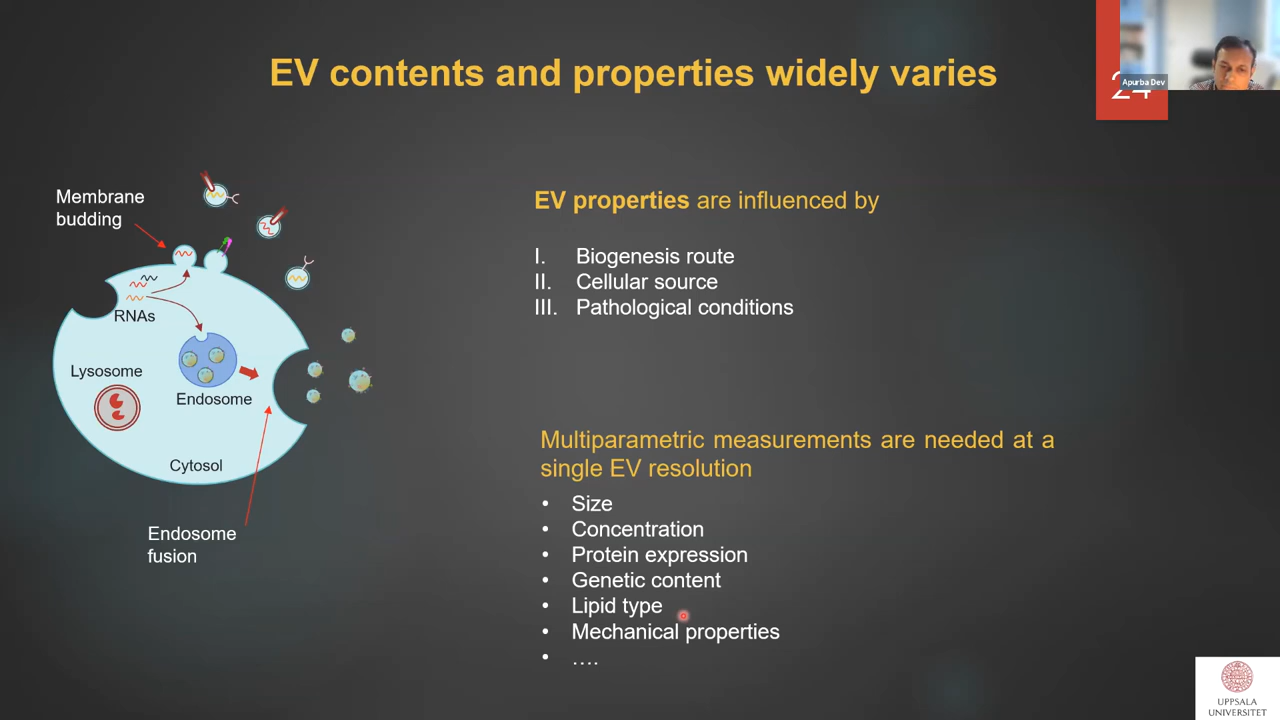 EV contents and properties widely varies
24
Apurba Dev
Membrane
budding
RNAs
Lysosome
Endosome
Cytosol
Endosome
fusion
EV properties are influenced by
I. Biogenesis route
II. Cellular source
III. Pathological conditions
Multiparametric measurements are needed at a
single EV resolution
• Size
• Concentration
• Protein expression
• Genetic content
• Lipid type
• Mechanical properties
• ....
UPPSALA
UNIVERSITET